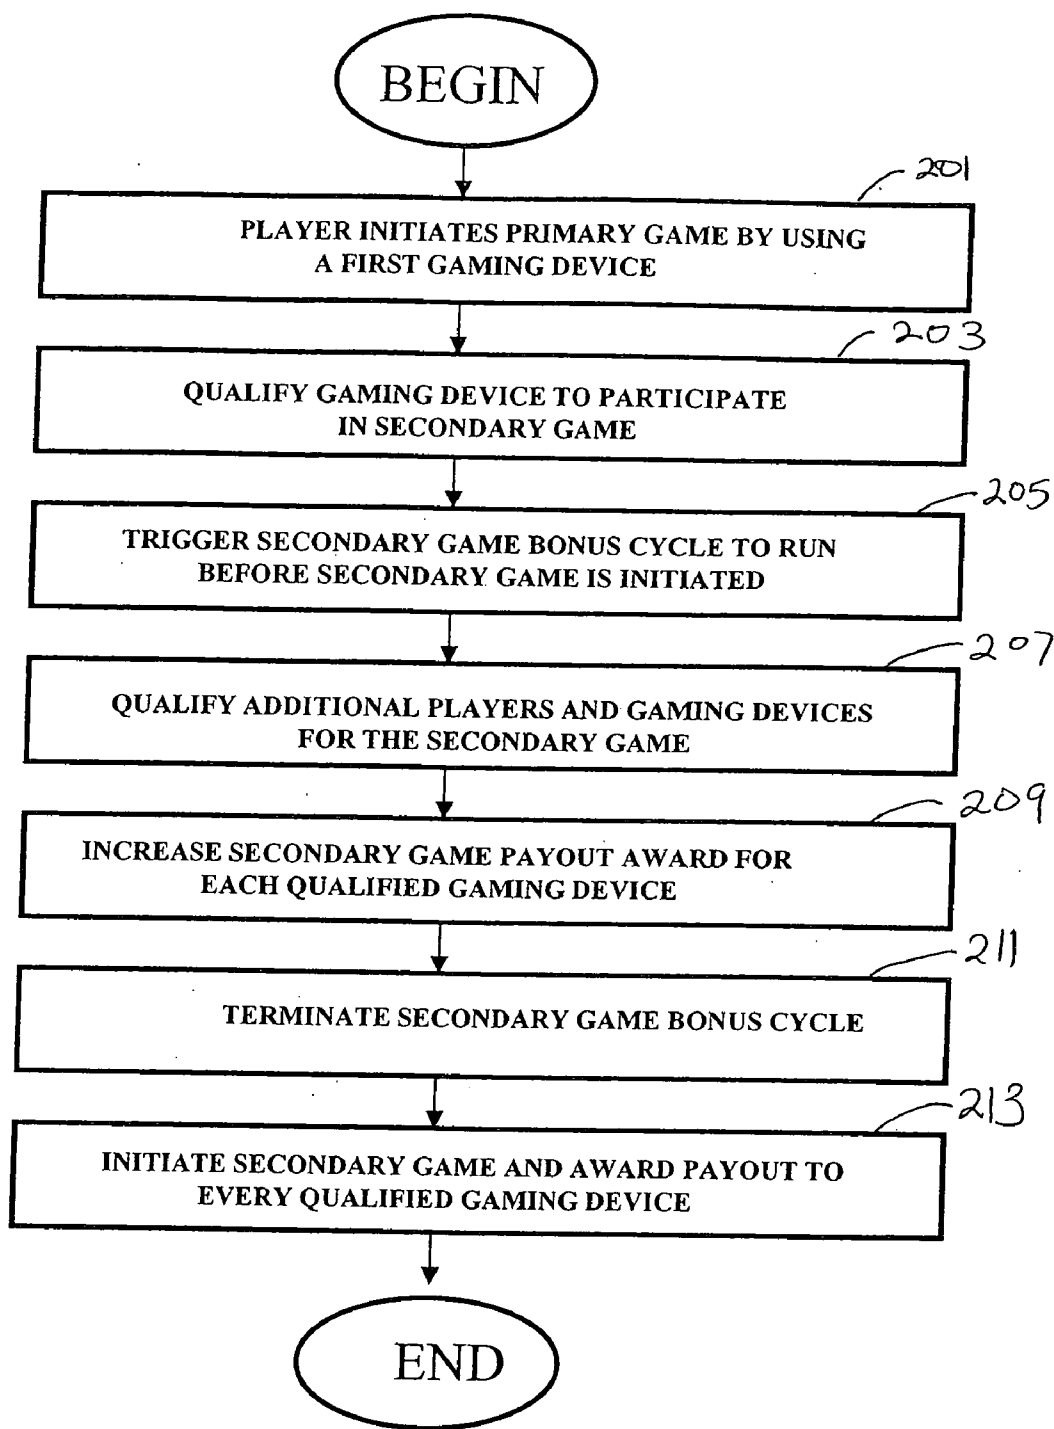 BEGIN
201
PLAYER INITIATES PRIMARY GAME BY USING
A FIRST GAMING DEVICE
203
QUALIFY GAMING DEVICE TO PARTICIPATE
IN SECONDARY GAME
205
TRIGGER SECONDARY GAME BONUS CYCLE TO RUN
BEFORE SECONDARY GAME IS INITIATED
207
QUALIFY ADDITIONAL PLAYERS AND GAMING DEVICES
FOR THE SECONDARY GAME
209
INCREASE SECONDARY GAME PAYOUT AWARD FOR
EACH QUALIFIED GAMING DEVICE
211
TERMINATE SECONDARY GAME BONUS CYCLE
213
INITIATE SECONDARY GAME AND AWARD PAYOUT TO
EVERY QUALIFIED GAMING DEVICE
END